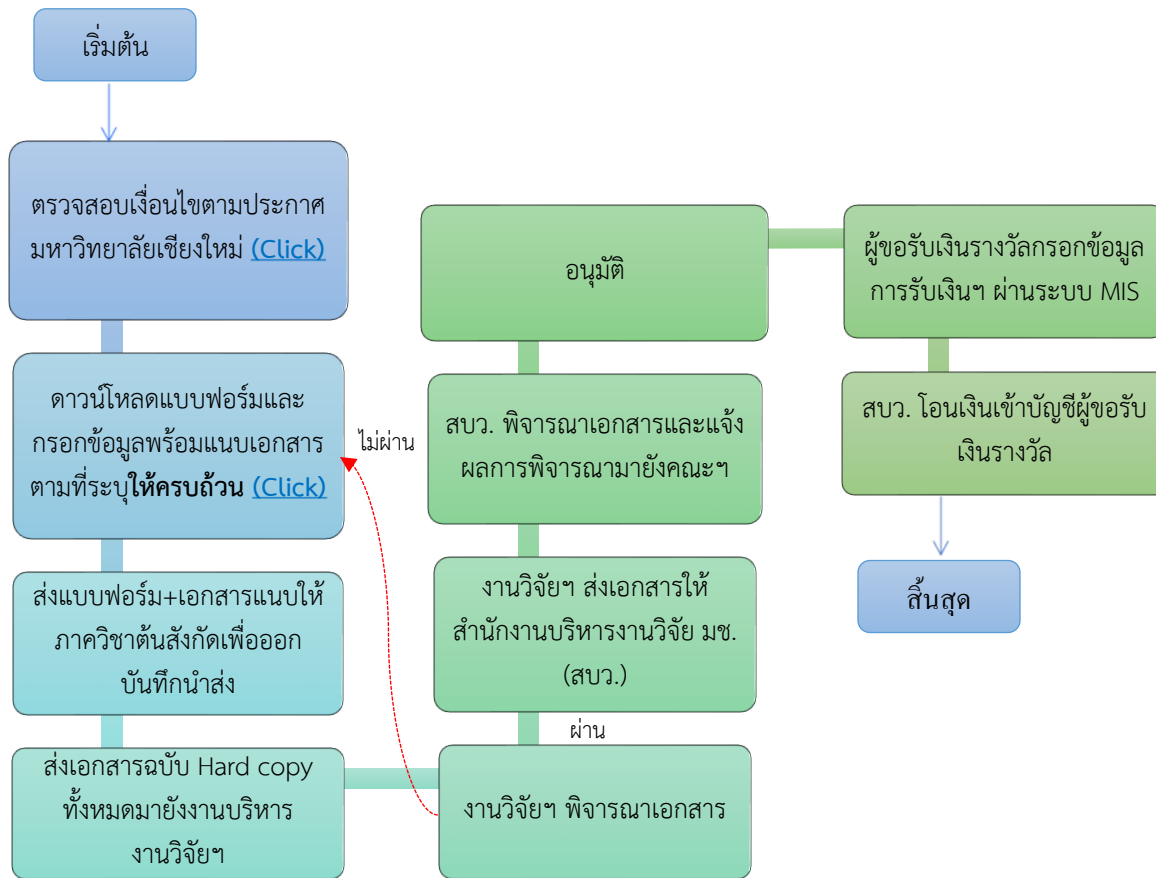 เริ่มต้น
ตรวจสอบเงื่อนไขตามประกาศ
มหาวิทยาลัยเชียงใหม่ (Click)
ดาวน์โหลดแบบฟอร์มและ
กรอกข้อมูลพร้อมแนบเอกสาร
ตามที่ระบุให้ครบถ้วน (Click)
ส่งแบบฟอร์ม+เอกสารแนบให้
ภาควิชาต้นสังกัดเพื่อออก
บันทึกนำส่ง
ส่งเอกสารฉบับ Hard copy
ทั้งหมดมายังงานบริหาร
งานวิจัยฯ
งานวิจัยฯ พิจารณาเอกสาร
ไม่ผ่าน
ผ่าน
งานวิจัยฯ ส่งเอกสารให้
สำนักงานบริหารงานวิจัย มช.
(สบว.)
สบว. พิจารณาเอกสารและแจ้ง
ผลการพิจารณามายังคณะฯ
อนุมัติ
ผู้ขอรับเงินรางวัลกรอกข้อมูล
การรับเงินฯ ผ่านระบบ MIS
สบว. โอนเงินเข้าบัญชีผู้ขอรับ
เงินรางวัล
สิ้นสุด